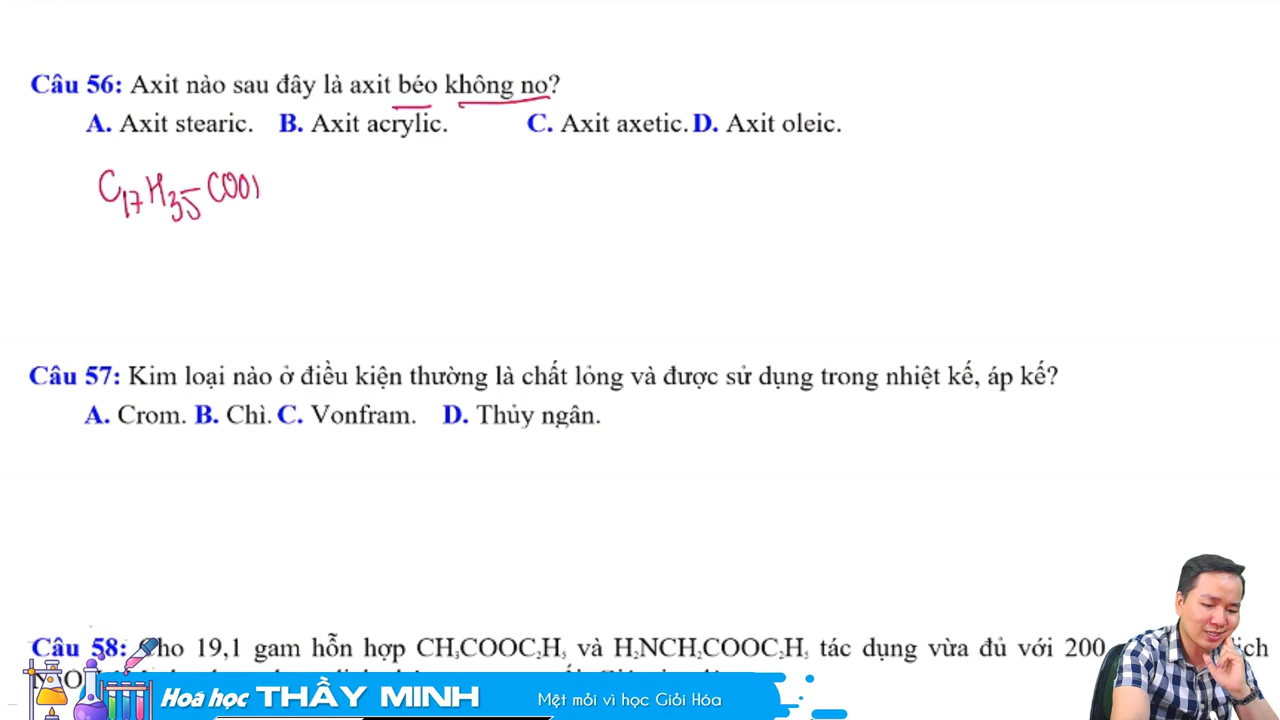 Câu 56: Axit nào sau đây là axit béo không no?
A. Axit stearic. B. Axit acrylic. C. Axit axetic. D. Axit oleic.
C17H35COOH
Câu 57: Kim loại nào ở điều kiện thường là chất lỏng và được sử dụng trong nhiệt kế, áp kế?
A. Crom. B. Chì. C. Vonfram. D. Thủy ngân.
Câu 58: Cho 19,1 gam hỗn hợp CH₃COOC₂H₅ và H₂NCH₂COOC₂H₅ tác dụng vừa đủ với 200
Hoá học THẦY MINH Mệt mỏi vì học Giỏi Hóa